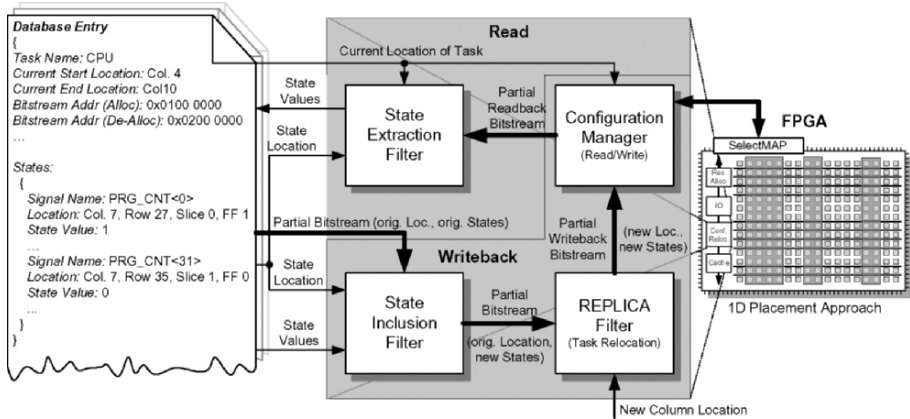 Database Entry
{
Task Name: CPU
Current Start Location: Col. 4
Current End Location: Col10
Bitstream Addr (Alloc): 0x0100 0000
Bitstream Addr (De-Alloc): 0x0200 0000
...
States:
{
Signal Name: PRG_CNT<0>
Location: Col. 7, Row 27, Slice 0, FF 1
State Value: 1
...
Signal Name: PRG_CNT<31>
Location: Col. 7, Row 35, Slice 1, FF 0
State Value: 0
...
}
}
Read
Current Location of Task
State
Values
State
Location
State
Extraction
Filter
Partial
Readback
Bitstream
Configuration
Manager
(Read/Write)
FPGA
SelectMAP
Res.
Alloc.
IO
Conf.
Reloc.
Cache
1D Placement Approach
Partial Bitstream (orig. Loc., orig. States)
Writeback
Partial
Writeback
Bitstream
(new Loc.,
new States)
State
Location
State
Values
State
Inclusion
Filter
Partial
Bitstream
(orig. Location,
new States)
REPLICA
Filter
(Task Relocation)
New Column Location